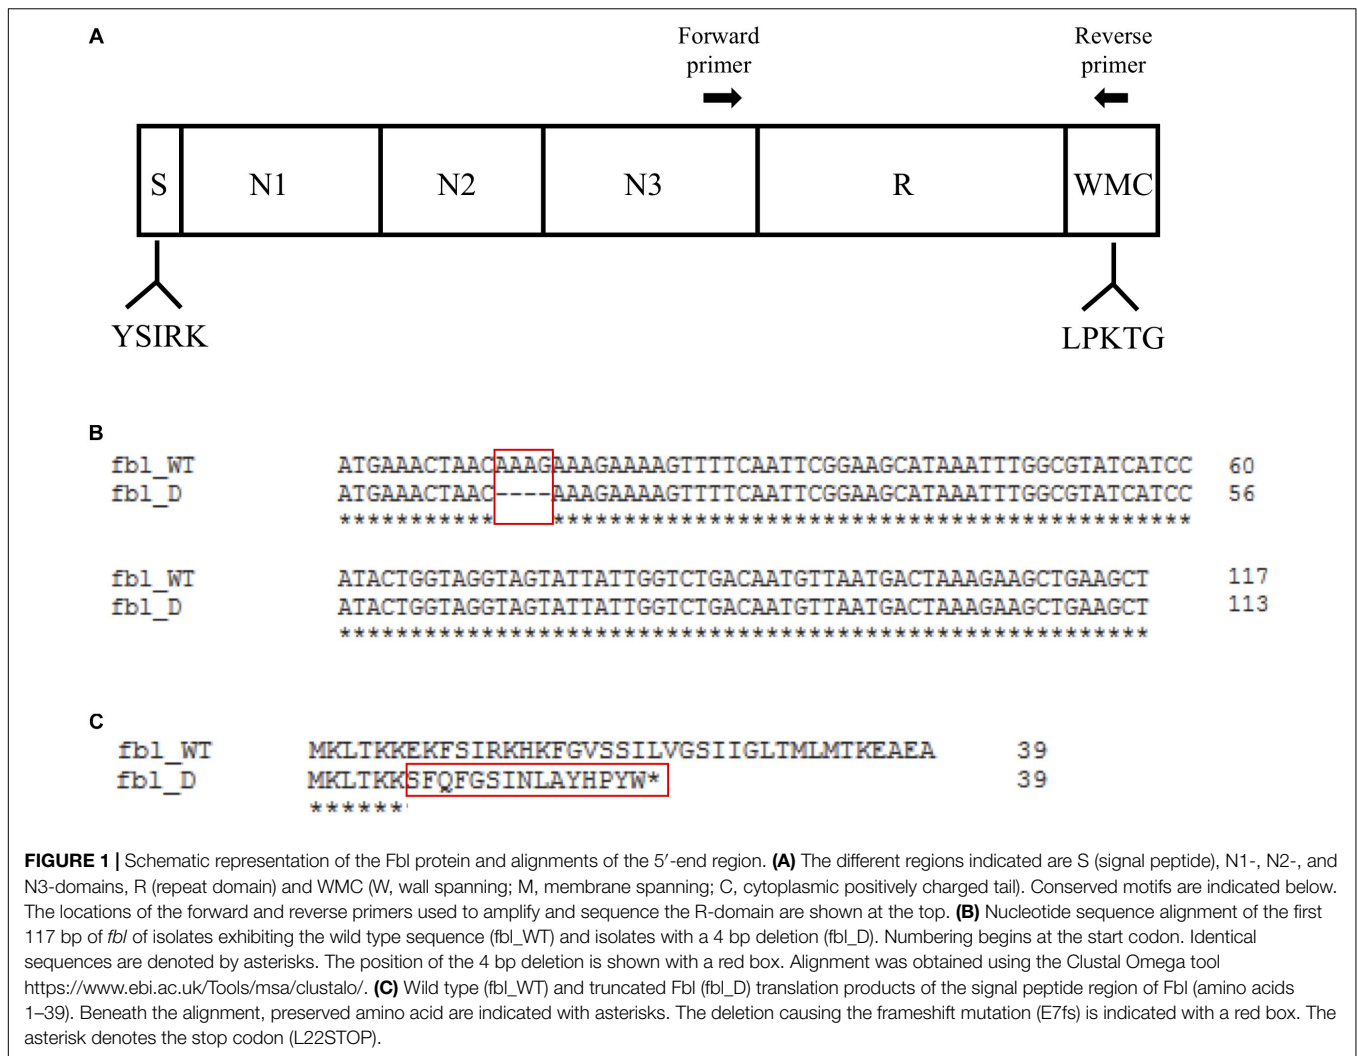 A
Forward
primer
Reverse
primer
S N1 N2 N3 R WMC
YSIRK
LPKTG
B
fbl_WT ATGAAACTAACAAAGAAAGAAAAGTTTTCAATTCGGAAGCATAAATTTGGCGTATCATCC 60
fbl_D ATGAAACTAAC----AAAGAAAAGTTTTCAATTCGGAAGCATAAATTTGGCGTATCATCC 56
*********** *********************************************
fbl_WT ATACTGGTAGGTAGTATTATTGGTCTGACAATGTTAATGACTAAAGAAGCTGAAGCT 117
fbl_D ATACTGGTAGGTAGTATTATTGGTCTGACAATGTTAATGACTAAAGAAGCTGAAGCT 113
*********************************************************
C
fbl_WT MKLTKKEKFSIRKHKFGVSSILVGSIIGLTMLMTKEAEA 39
fbl_D MKLTKKSFQFGSINLAYHPYW* 39
******
FIGURE 1 | Schematic representation of the Fbl protein and alignments of the 5′-end region. (A) The different regions indicated are S (signal peptide), N1-, N2-, and
N3-domains, R (repeat domain) and WMC (W, wall spanning; M, membrane spanning; C, cytoplasmic positively charged tail). Conserved motifs are indicated below.
The locations of the forward and reverse primers used to amplify and sequence the R-domain are shown at the top. (B) Nucleotide sequence alignment of the first
117 bp of fbl of isolates exhibiting the wild type sequence (fbl_WT) and isolates with a 4 bp deletion (fbl_D). Numbering begins at the start codon. Identical
sequences are denoted by asterisks. The position of the 4 bp deletion is shown with a red box. Alignment was obtained using the Clustal Omega tool
https://www.ebi.ac.uk/Tools/msa/clustalo/. (C) Wild type (fbl_WT) and truncated Fbl (fbl_D) translation products of the signal peptide region of Fbl (amino acids
1–39). Beneath the alignment, preserved amino acid are indicated with asterisks. The deletion causing the frameshift mutation (E7fs) is indicated with a red box. The
asterisk denotes the stop codon (L22STOP).